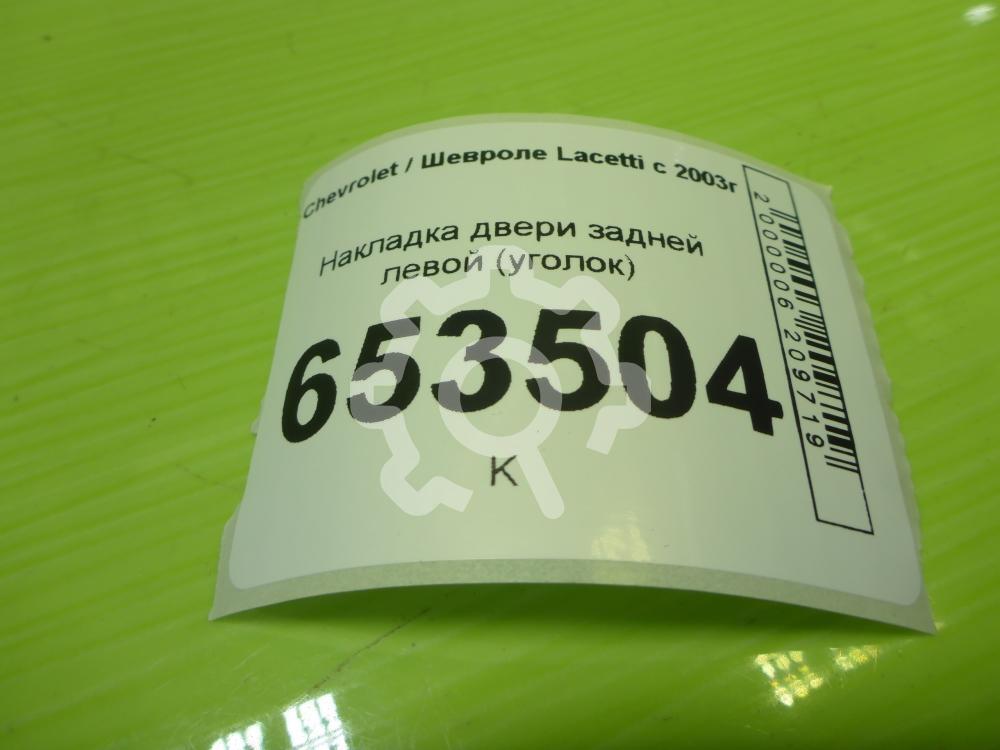 Chevrolet / Шевроле Lacetti с 2003г
Накладка двери задней
левой (уголок)
653504
К
2000006209719